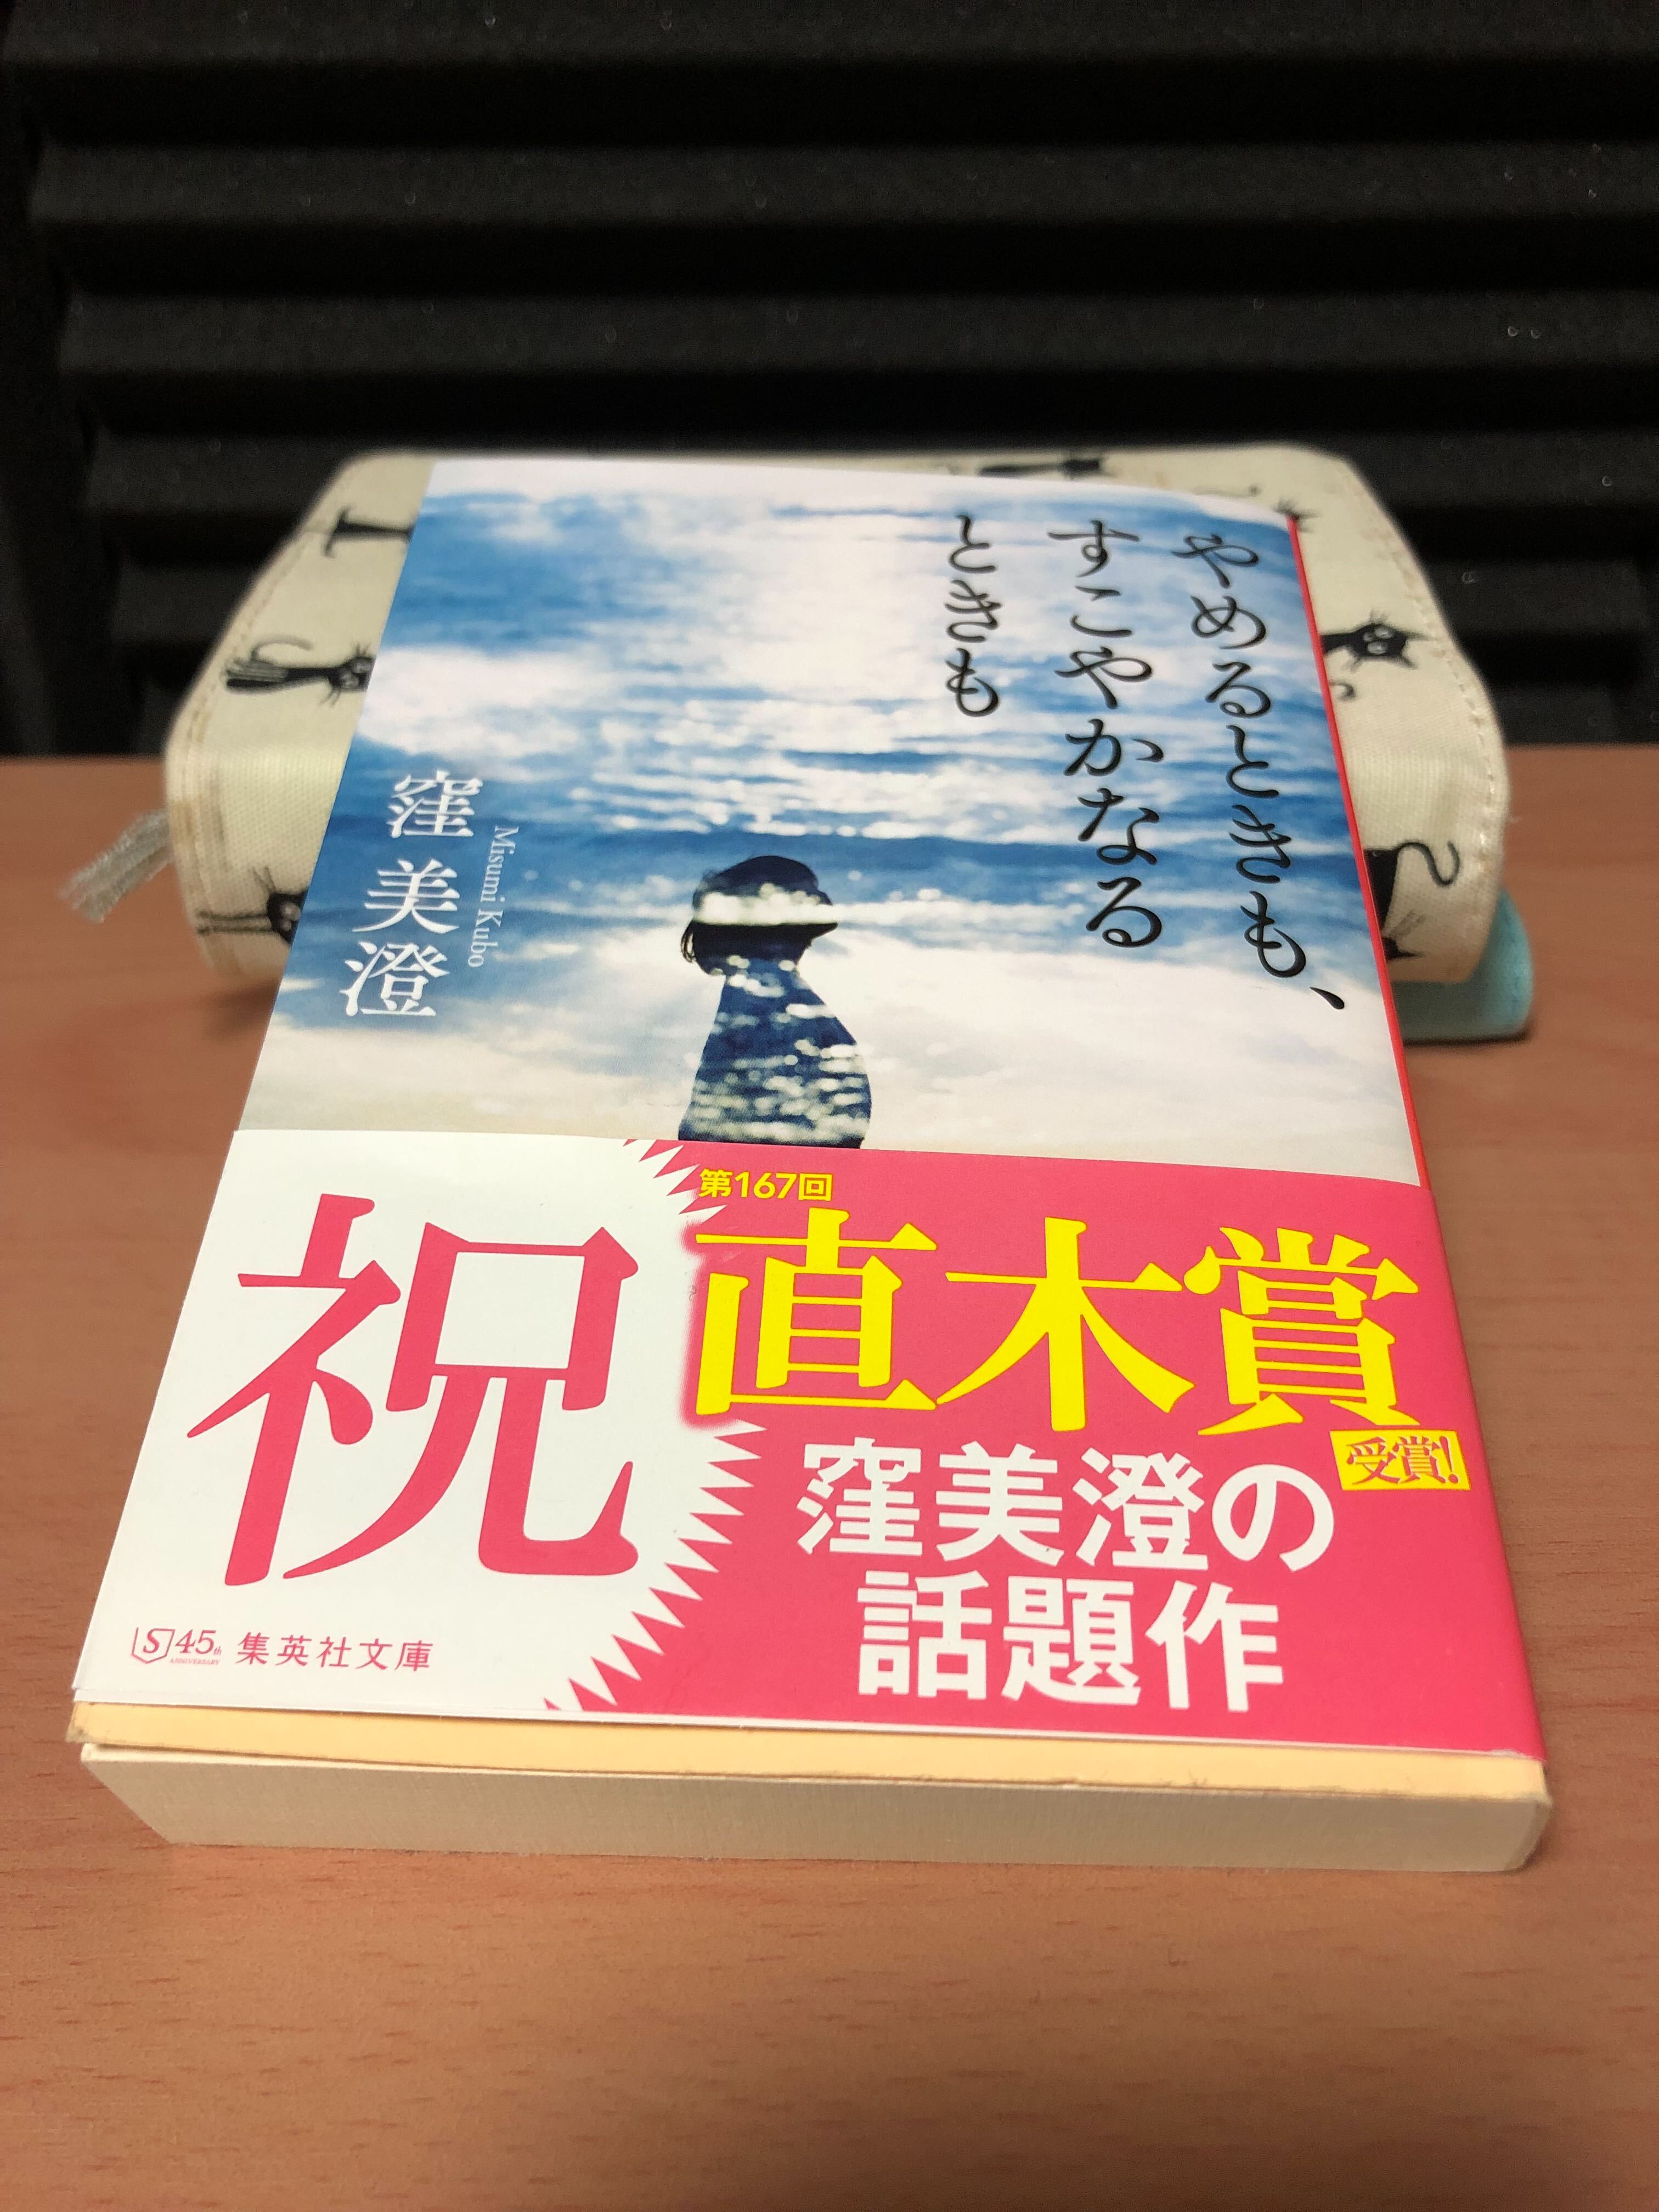 やめるときも、
すこやかなる
ときも
窪 美澄
Misumi Kubo
祝
第167回
直木賞
受賞!
窪美澄の
話題作
S 45th
ANNIVERSARY
集英社文庫